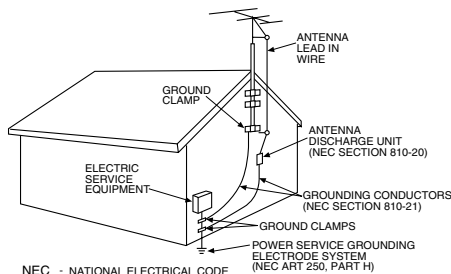 ANTENNA
LEAD IN
WIRE
GROUND
CLAMP
ANTENNA
DISCHARGE UNIT
(NEC SECTION 810-20)
ELECTRIC
SERVICE
EQUIPMENT
GROUNDING CONDUCTORS
(NEC SECTION 810-21)
GROUND CLAMPS
POWER SERVICE GROUNDING
ELECTRODE SYSTEM
(NEC ART 250, PART H)
NEC - NATIONAL ELECTRICAL CODE